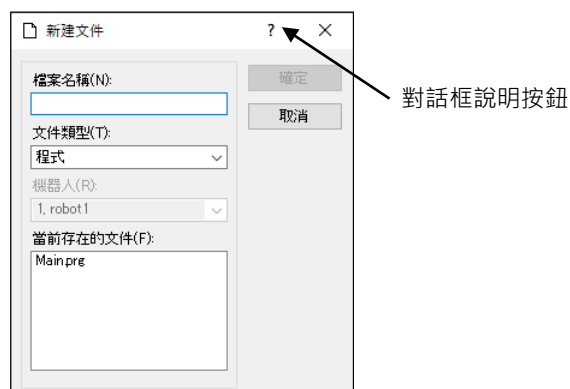 新建文件 ? ×
檔案名稱(N):
確定
取消
文件類型(T):
程式
機器人(R):
1, robot1
當前存在的文件(F):
Main.prg
對話框說明按鈕